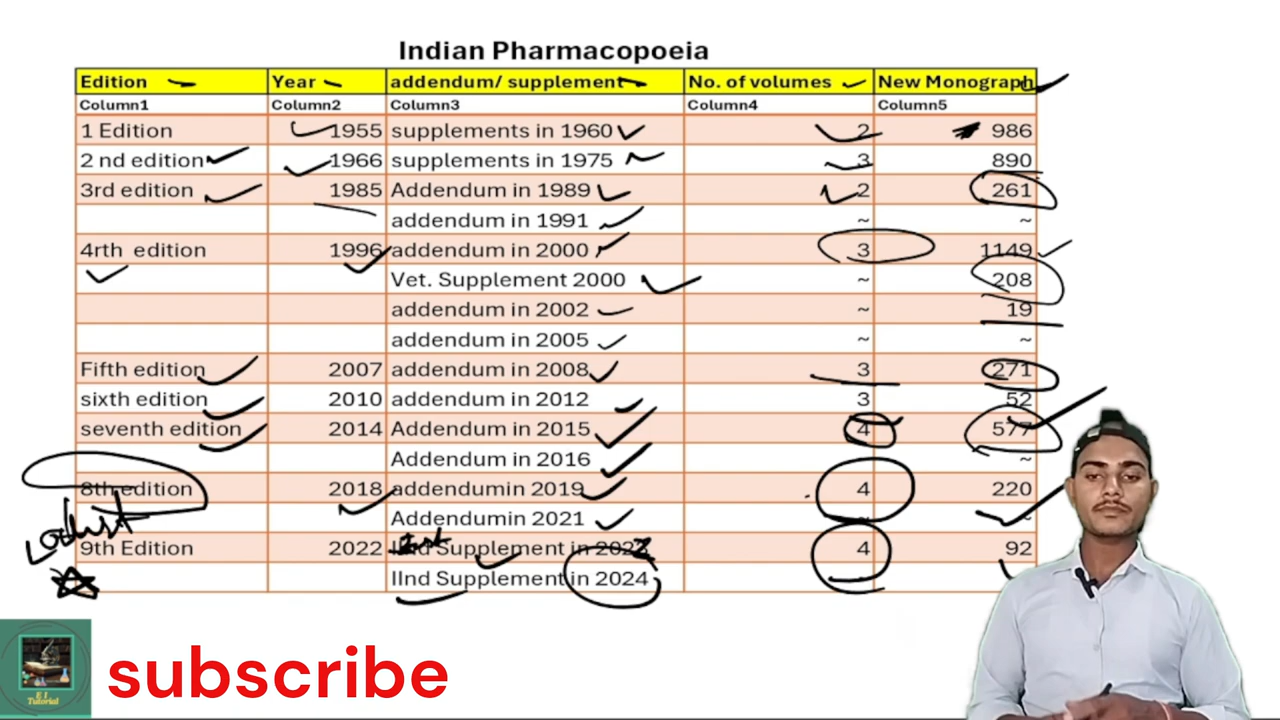 Indian Pharmacopoeia
Edition Year addendum/ supplement No. of volumes New Monograph
Column1 Column2 Column3 Column4 Column5
1 Edition 1955 supplements in 1960 2 986
2 nd edition 1966 supplements in 1975 3 890
3rd edition 1985 Addendum in 1989 2 261
addendum in 1991 ~ ~
4rth edition 1996 addendum in 2000 3 1149
Vet. Supplement 2000 ~ 208
addendum in 2002 ~ 19
addendum in 2005 ~ ~
Fifth edition 2007 addendum in 2008 3 271
sixth edition 2010 addendum in 2012 3 52
seventh edition 2014 Addendum in 2015 4 577
Addendum in 2016 ~
8th edition 2018 addendumin 2019 4 220
Addendumin 2021 ~
9th Edition 2022 Supplement in 4 92
IInd Supplement in 2024
subscribe
E I
Tutorial